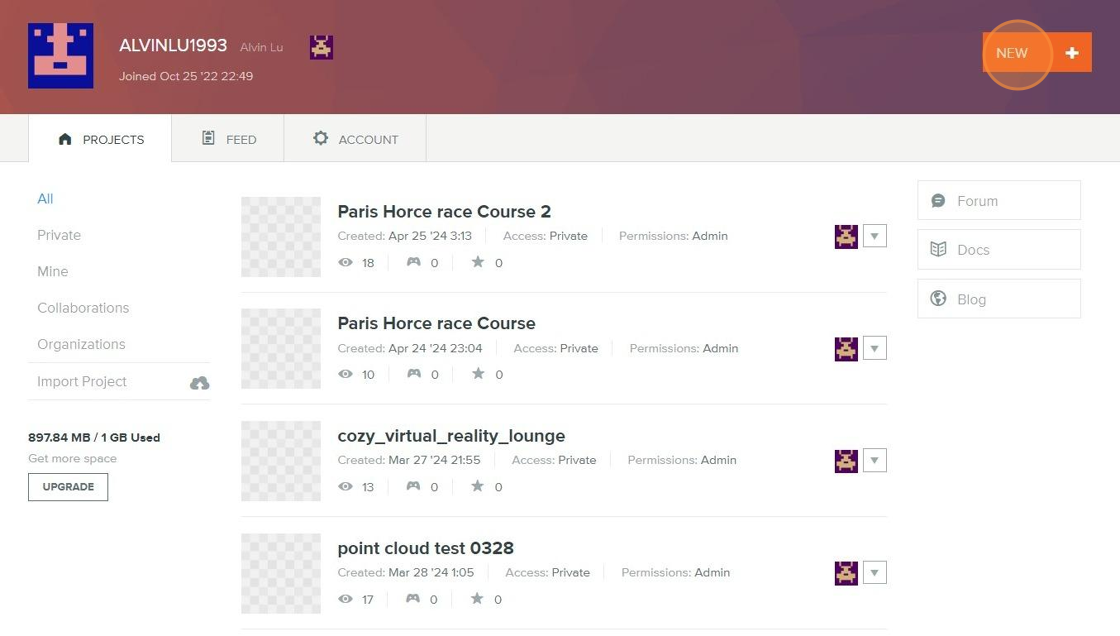 ALVINLU1993 Alvin Lu
Joined Oct 25 '22 22:49
NEW
PROJECTS
FEED
ACCOUNT
All
Private
Mine
Collaborations
Organizations
Import Project
897.84 MB / 1 GB Used
Get more space
UPGRADE
Paris Horce race Course 2
Created: Apr 25 '24 3:13 Access: Private Permissions: Admin
18 0 0
Paris Horce race Course
Created: Apr 24 '24 23:04 Access: Private Permissions: Admin
10 0 0
cozy_virtual_reality_lounge
Created: Mar 27 '24 21:55 Access: Private Permissions: Admin
13 0 0
point cloud test 0328
Created: Mar 28 '24 1:05 Access: Private Permissions: Admin
17 0 0
Forum
Docs
Blog